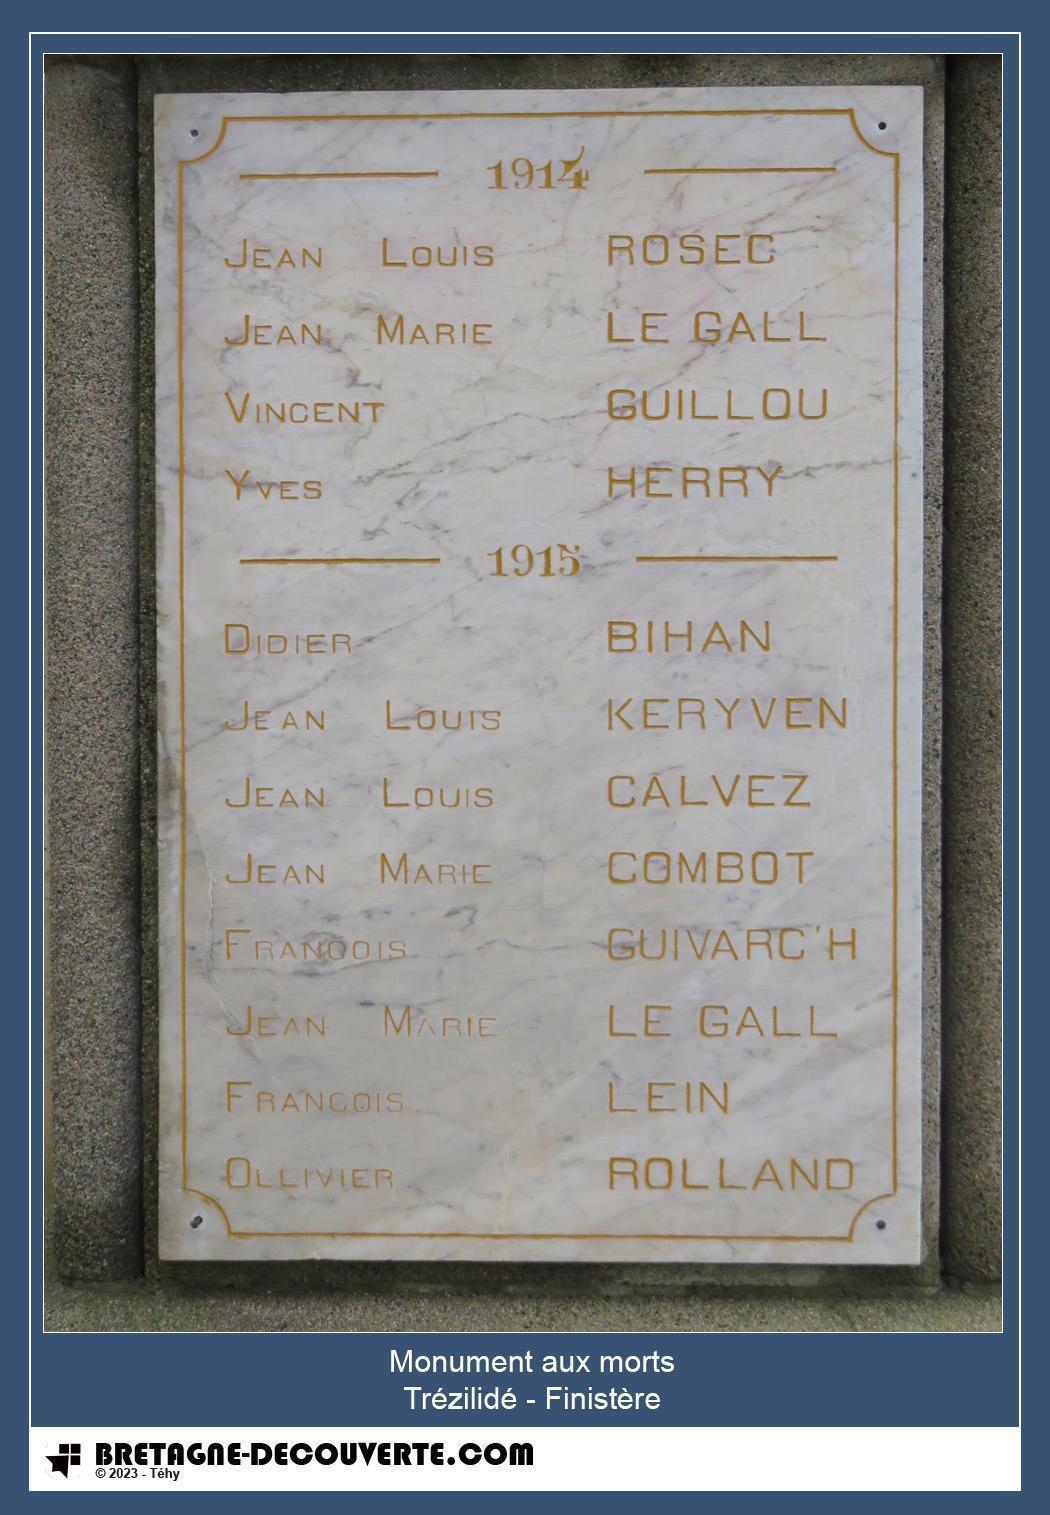 1914
JEAN LOUIS ROSEC
JEAN MARIE LE GALL
VINCENT GUILLOU
YVES HERRY
1915
DIDIER BIHAN
JEAN LOUIS KERYVEN
JEAN LOUIS CALVEZ
JEAN MARIE COMBOT
FRANÇOIS GUIVARC'H
JEAN MARIE LE GALL
FRANÇOIS LEIN
OLLIVIER ROLLAND
Monument aux morts
Trézilidé - Finistère
BRETAGNE-DECOUVERTE.COM
© 2023 - Téhy